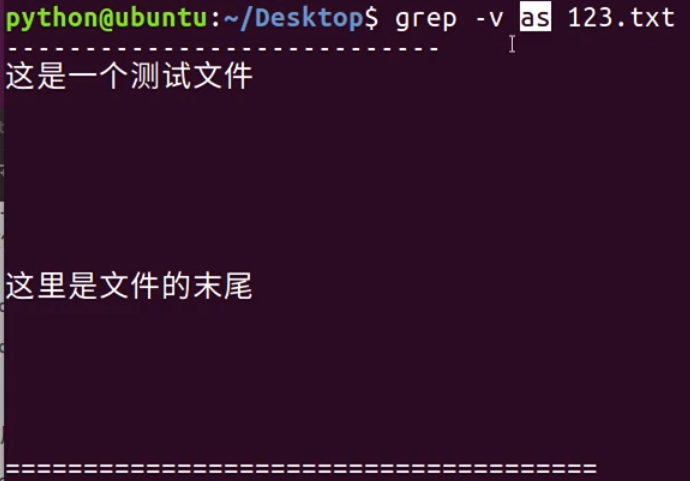 python@ubuntu:~/Desktop$ grep -v as 123.txt
----------------------------
这是一个测试文件
这里是文件的末尾
======================================